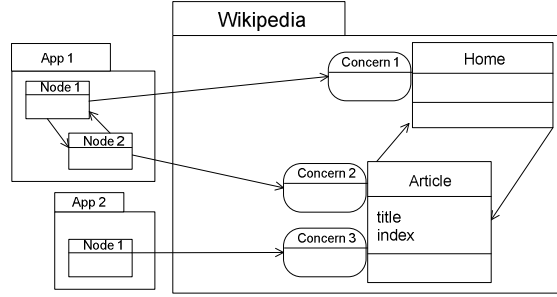 Wikipedia
App 1
Node 1
Node 2
App 2
Node 1
Concern 1
Home
Concern 2
Article
title
index
Concern 3